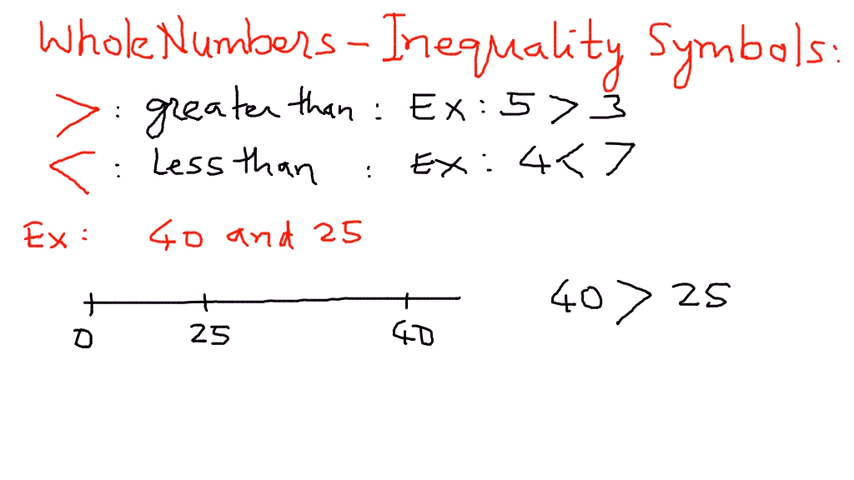 Whole Numbers - Inequality Symbols:
> : greater than : Ex : 5 > 3
< : Less than : Ex : 4 < 7
Ex : 40 and 25
0 25 40 40 > 25